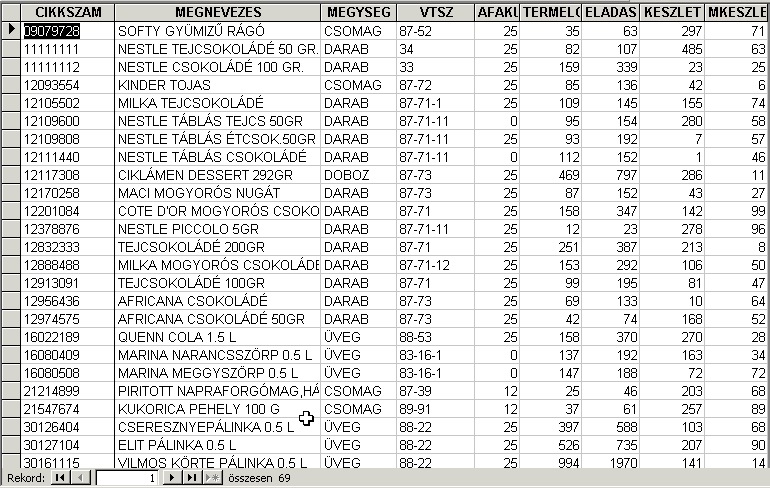 CIKKSZAM MEGNEVEZES MEGYSEG VTSZ AFAKU TERMELO ELADAS KESZLET MKESZLE
09079728 SOFTY GYÜMIZŰ RÁGÓ CSOMAG 87-52 25 35 63 297 71
11111111 NESTLE TEJCSOKOLÁDÉ 50 GR. DARAB 34 25 82 107 485 63
11111112 NESTLE CSOKOLÁDÉ 100 GR. DARAB 33 25 159 339 23 25
12093554 KINDER TOJAS CSOMAG 87-72 25 85 136 42 6
12105502 MILKA TEJCSOKOLÁDÉ DARAB 87-71-1 25 109 145 155 74
12109600 NESTLE TÁBLÁS TEJCS 50GR DARAB 87-71-11 0 95 154 280 58
12109808 NESTLE TÁBLÁS ÉTCSOK.50GR DARAB 87-71-11 25 93 192 7 57
12111440 NESTLE TÁBLÁS CSOKOLÁDÉ DARAB 87-71-11 0 112 152 1 46
12117308 CIKLÁMEN DESSERT 292GR DOBOZ 87-73 25 469 797 286 11
12170258 MACI MOGYORÓS NUGÁT DARAB 87-73 25 87 152 43 27
12201084 COTE D'OR MOGYORÓS CSOKO DARAB 87-71 25 158 347 142 99
12378876 NESTLE PICCOLO 5GR DARAB 87-71-11 25 12 23 278 96
12832333 TEJCSOKOLÁDÉ 200GR DARAB 87-71 25 251 387 213 8
12888488 MILKA MOGYORÓS CSOKOLÁDÉ DARAB 87-71-12 25 153 292 106 50
12913091 TEJCSOKOLÁDÉ 100GR DARAB 87-71 25 99 195 81 47
12956436 AFRICANA CSOKOLÁDÉ DARAB 87-73 25 69 133 10 64
12974575 AFRICANA CSOKOLÁDÉ 50GR DARAB 87-73 25 42 74 168 52
16022189 QUENN COLA 1.5 L ÜVEG 88-53 25 158 370 270 28
16080409 MARINA NARANCSSZÖRP 0.5 L ÜVEG 83-16-1 0 137 192 163 34
16080508 MARINA MEGGYSZÖRP 0.5 L ÜVEG 83-16-1 0 147 188 72 72
21214899 PIRITOTT NAPRAFORGÓMAG,HÁ CSOMAG 87-39 12 25 46 203 68
21547674 KUKORICA PEHELY 100 G CSOMAG 89-91 12 37 61 257 89
30126404 CSERESZNYEPÁLINKA 0.5 L ÜVEG 88-22 25 397 588 103 68
30127104 ELIT PÁLINKA 0.5 L ÜVEG 88-22 25 526 735 207 90
30161115 VILMOS KÖRTE PÁLINKA 0.5 L ÜVEG 88-22 25 994 1970 141 14
Rekord: 1 összesen 69